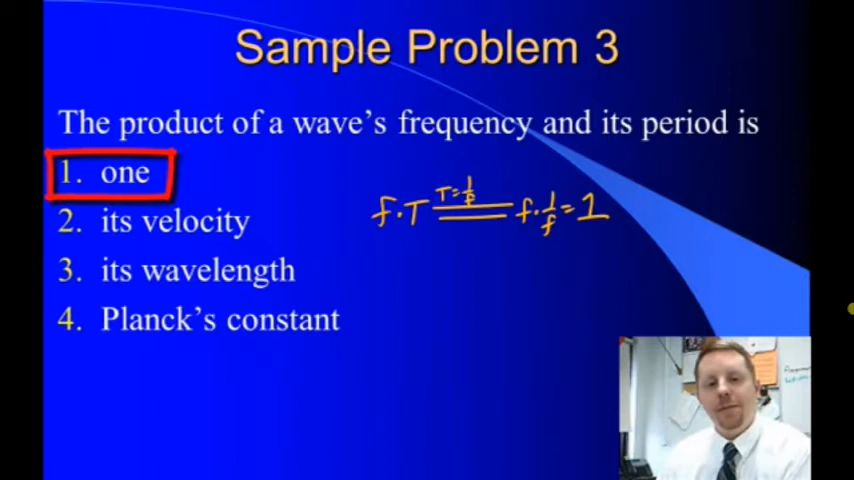 Sample Problem 3
The product of a wave's frequency and its period is
1. one
2. its velocity
3. its wavelength
4. Planck's constant
f·T T=1/f = f·1/f=1